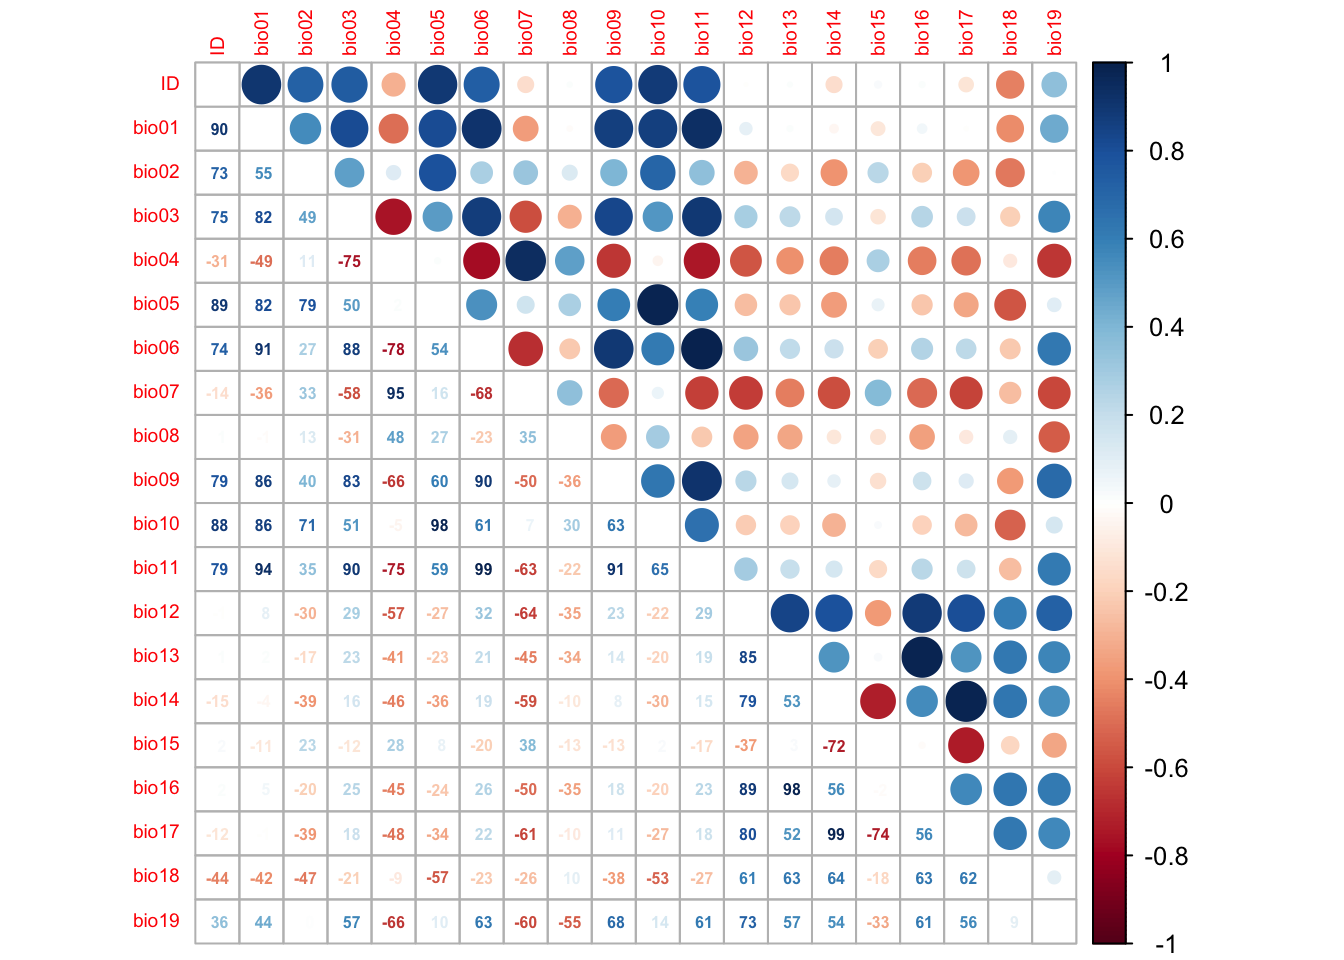 ID bio01 bio02 bio03 bio04 bio05 bio06 bio07 bio08 bio09 bio10 bio11 bio12 bio13 bio14 bio15 bio16 bio17 bio18 bio19
ID
bio01 90
bio02 73 55
bio03 75 82 49
bio04 -31 -49 11 -75
bio05 89 82 79 50
bio06 74 91 27 88 -78 54
bio07 -14 -36 33 -58 95 16 -68
bio08 13 -31 48 27 -23 35
bio09 79 86 40 83 -66 60 90 -50 -36
bio10 88 86 71 51 -5 98 61 7 30 63
bio11 79 94 35 90 -75 59 99 -63 -22 91 65
bio12 8 -30 29 -57 -27 32 -64 -35 23 -22 29
bio13 -17 23 -41 -23 21 -45 -34 14 -20 19 85
bio14 -15 -4 -39 16 -46 -36 19 -59 -10 8 -30 15 79 53
bio15 2 -11 23 -12 28 8 -20 38 -13 -13 2 -17 -37 3 -72
bio16 5 -20 25 -45 -24 26 -50 -35 18 -20 23 89 98 56 -2
bio17 -12 -39 18 -48 -34 22 -61 -10 11 -27 18 80 52 99 -74 56
bio18 -44 -42 -47 -21 -9 -57 -23 -26 10 -38 -53 -27 61 63 64 -18 63 62
bio19 36 44 57 -66 10 63 -60 -55 68 14 61 73 57 54 -33 61 56 9
1
0.8
0.6
0.4
0.2
0
-0.2
-0.4
-0.6
-0.8
-1